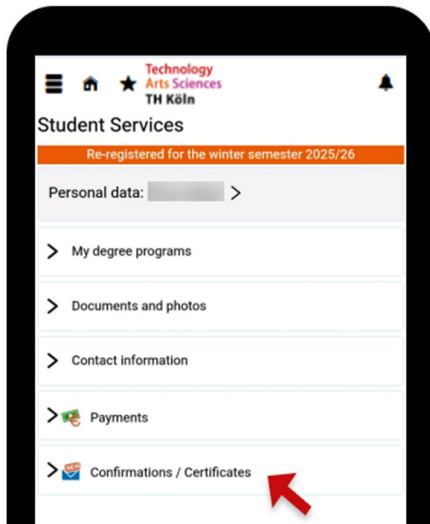 Technology
Arts Sciences
TH Köln
Student Services
Re-registered for the winter semester 2025/26
Personal data:
My degree programs
Documents and photos
Contact information
Payments
Confirmations / Certificates